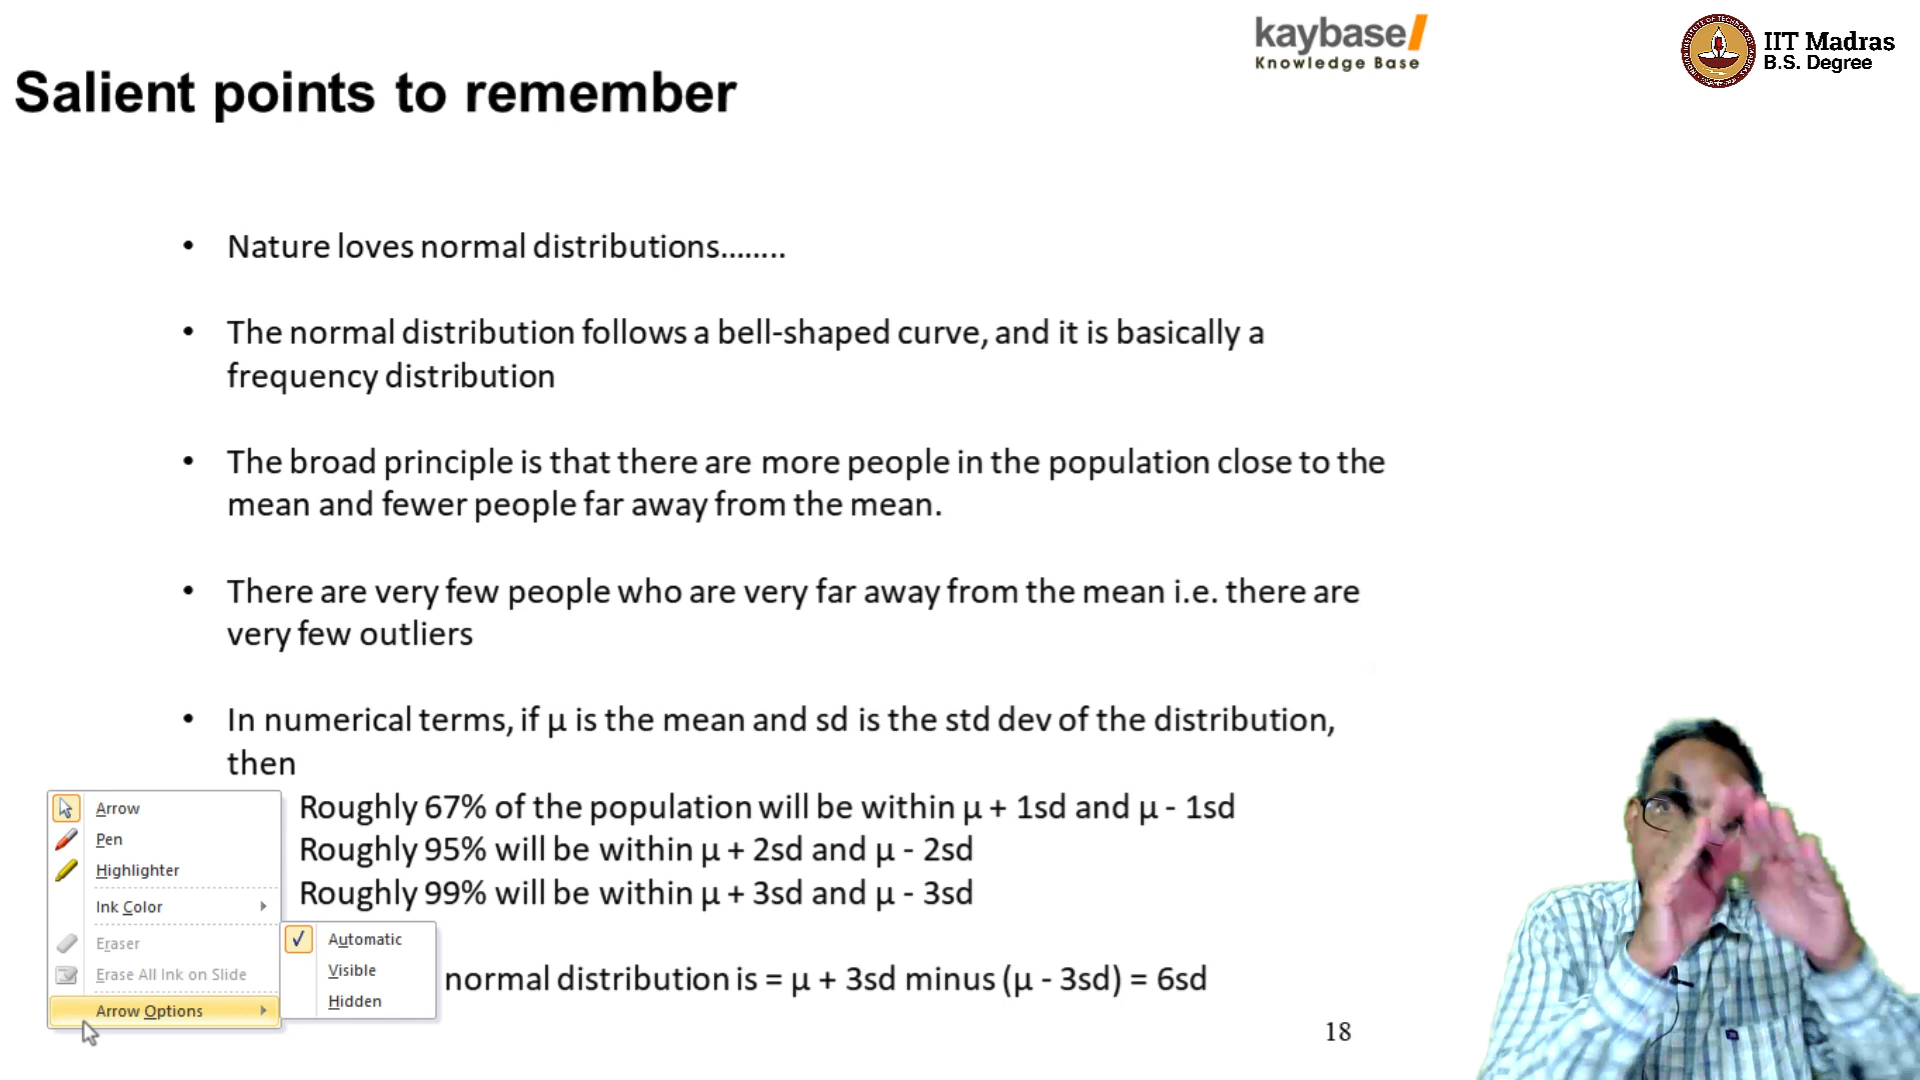 kaybase
Knowledge Base
IIT Madras
B.S. Degree
Salient points to remember
• Nature loves normal distributions........
• The normal distribution follows a bell-shaped curve, and it is basically a
frequency distribution
• The broad principle is that there are more people in the population close to the
mean and fewer people far away from the mean.
• There are very few people who are very far away from the mean i.e. there are
very few outliers
• In numerical terms, if μ is the mean and sd is the std dev of the distribution,
then
Roughly 67% of the population will be within μ + 1sd and μ - 1sd
Roughly 95% will be within μ + 2sd and μ - 2sd
Roughly 99% will be within μ + 3sd and μ - 3sd
normal distribution is = μ + 3sd minus (μ - 3sd) = 6sd
Arrow
Pen
Highlighter
Ink Color
Eraser
Erase All Ink on Slide
Arrow Options
Automatic
Visible
Hidden
18